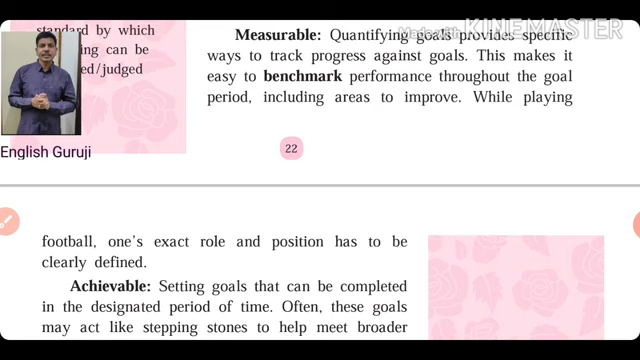 standard by which
ing can be
ed/judged
Made with KINEMASTER
Measurable: Quantifying goals provides specific
ways to track progress against goals. This makes it
easy to benchmark performance throughout the goal
period, including areas to improve. While playing
English Guruji
22
football, one's exact role and position has to be
clearly defined.
Achievable: Setting goals that can be completed
in the designated period of time. Often, these goals
may act like stepping stones to help meet broader